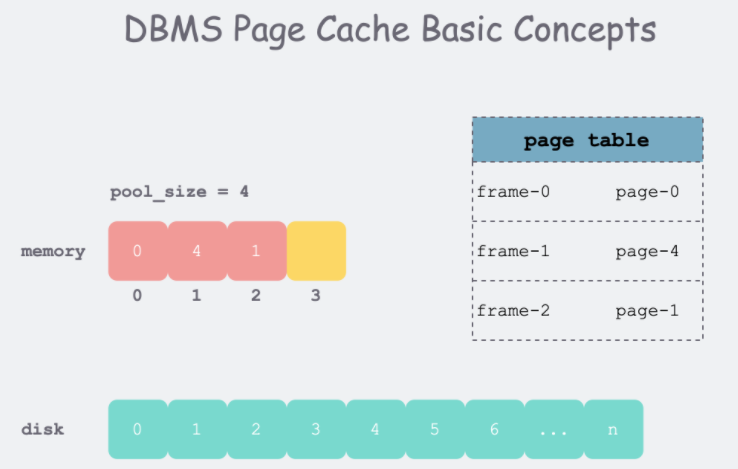 DBMS Page Cache Basic Concepts
page table
pool_size = 4
frame-0 page-0
memory 0 4 1
frame-1 page-4
0 1 2 3
frame-2 page-1
disk 0 1 2 3 4 5 6 ... n